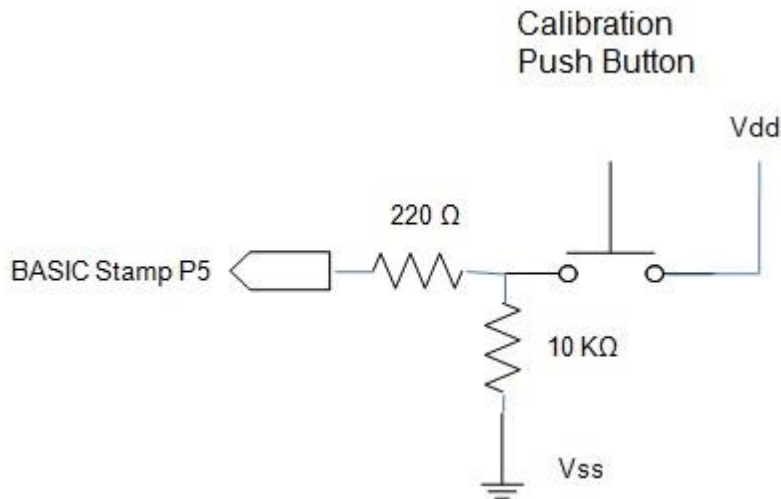 Calibration
Push Button
Vdd
220 Ω
BASIC Stamp P5
10 KΩ
Vss